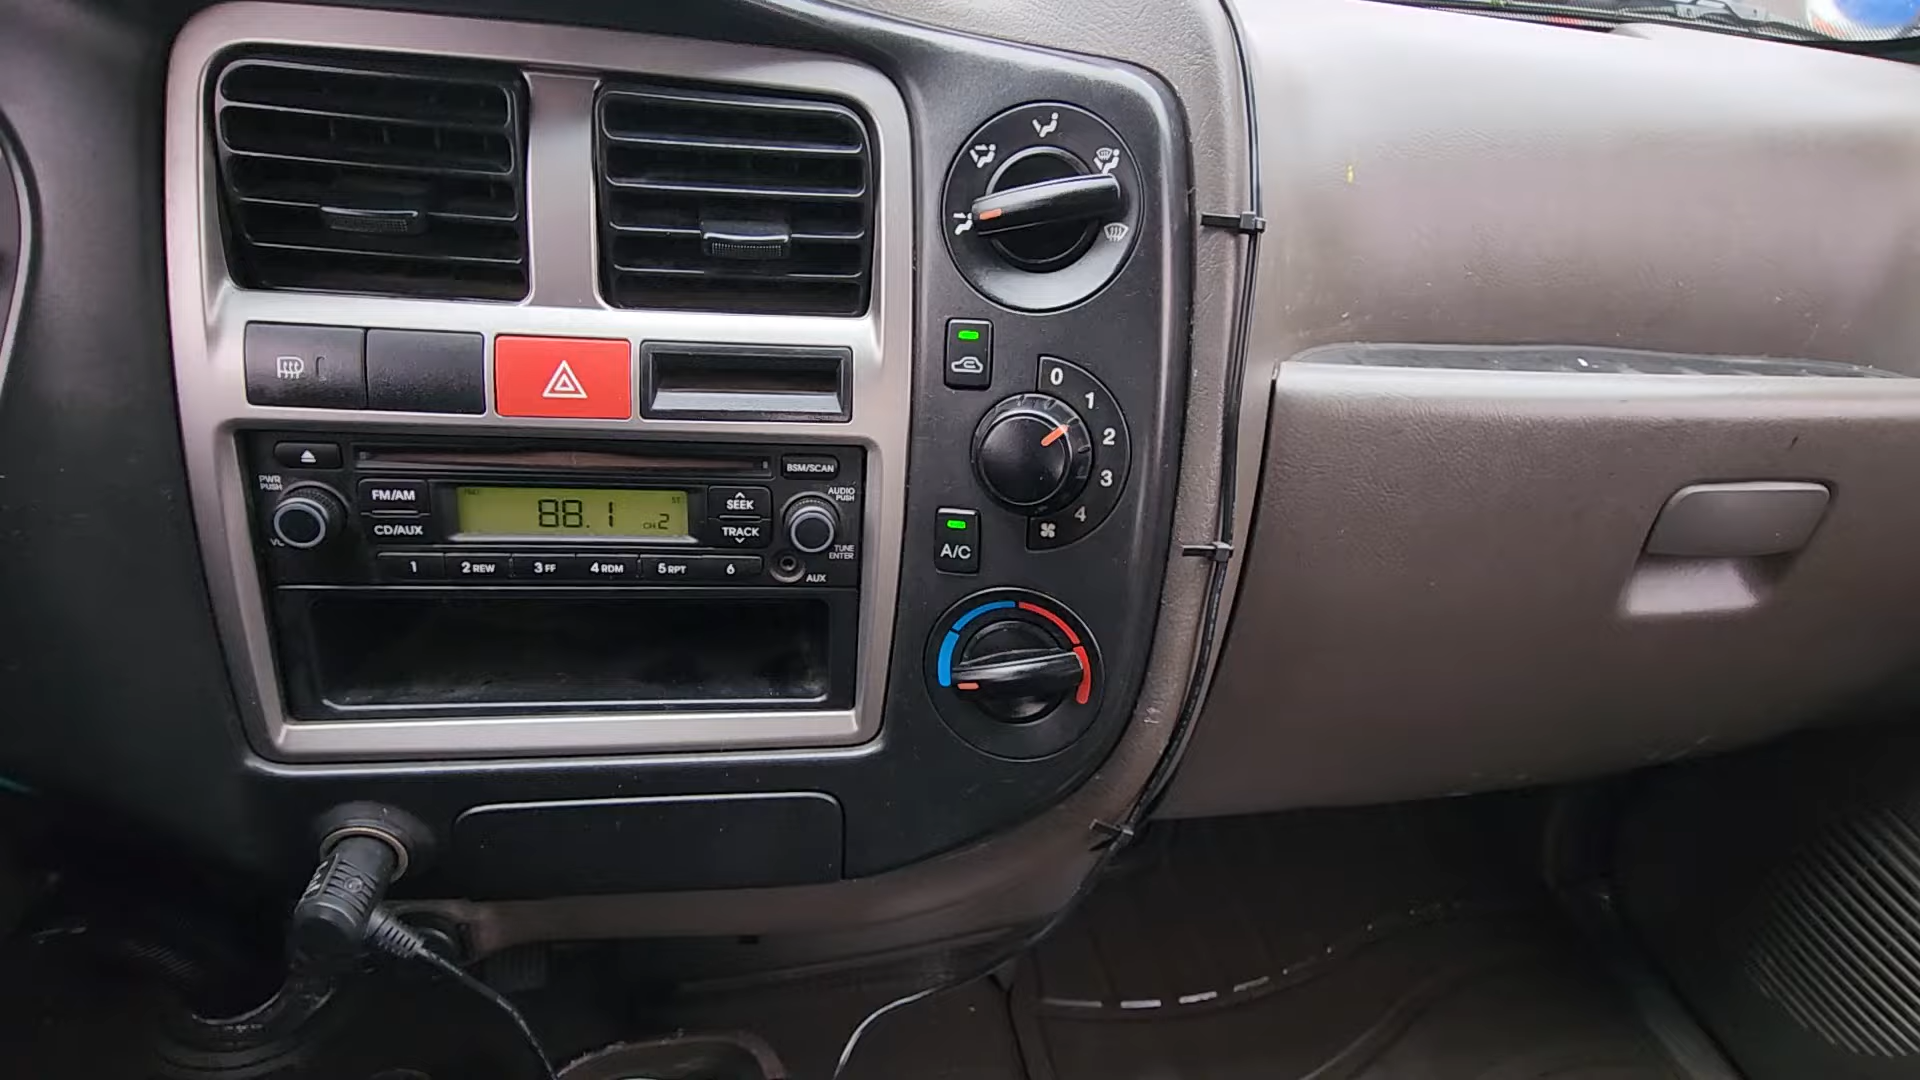 0
1
2
3
4
BSM/SCAN
PWR
PUSH
FM/AM
88.1
ST
CH 2
SEEK
AUDIO
PUSH
CD/AUX
TRACK
VOL
TUNE
ENTER
1
2 REW
3 FF
4 RDM
5 RPT
6
AUX
A/C